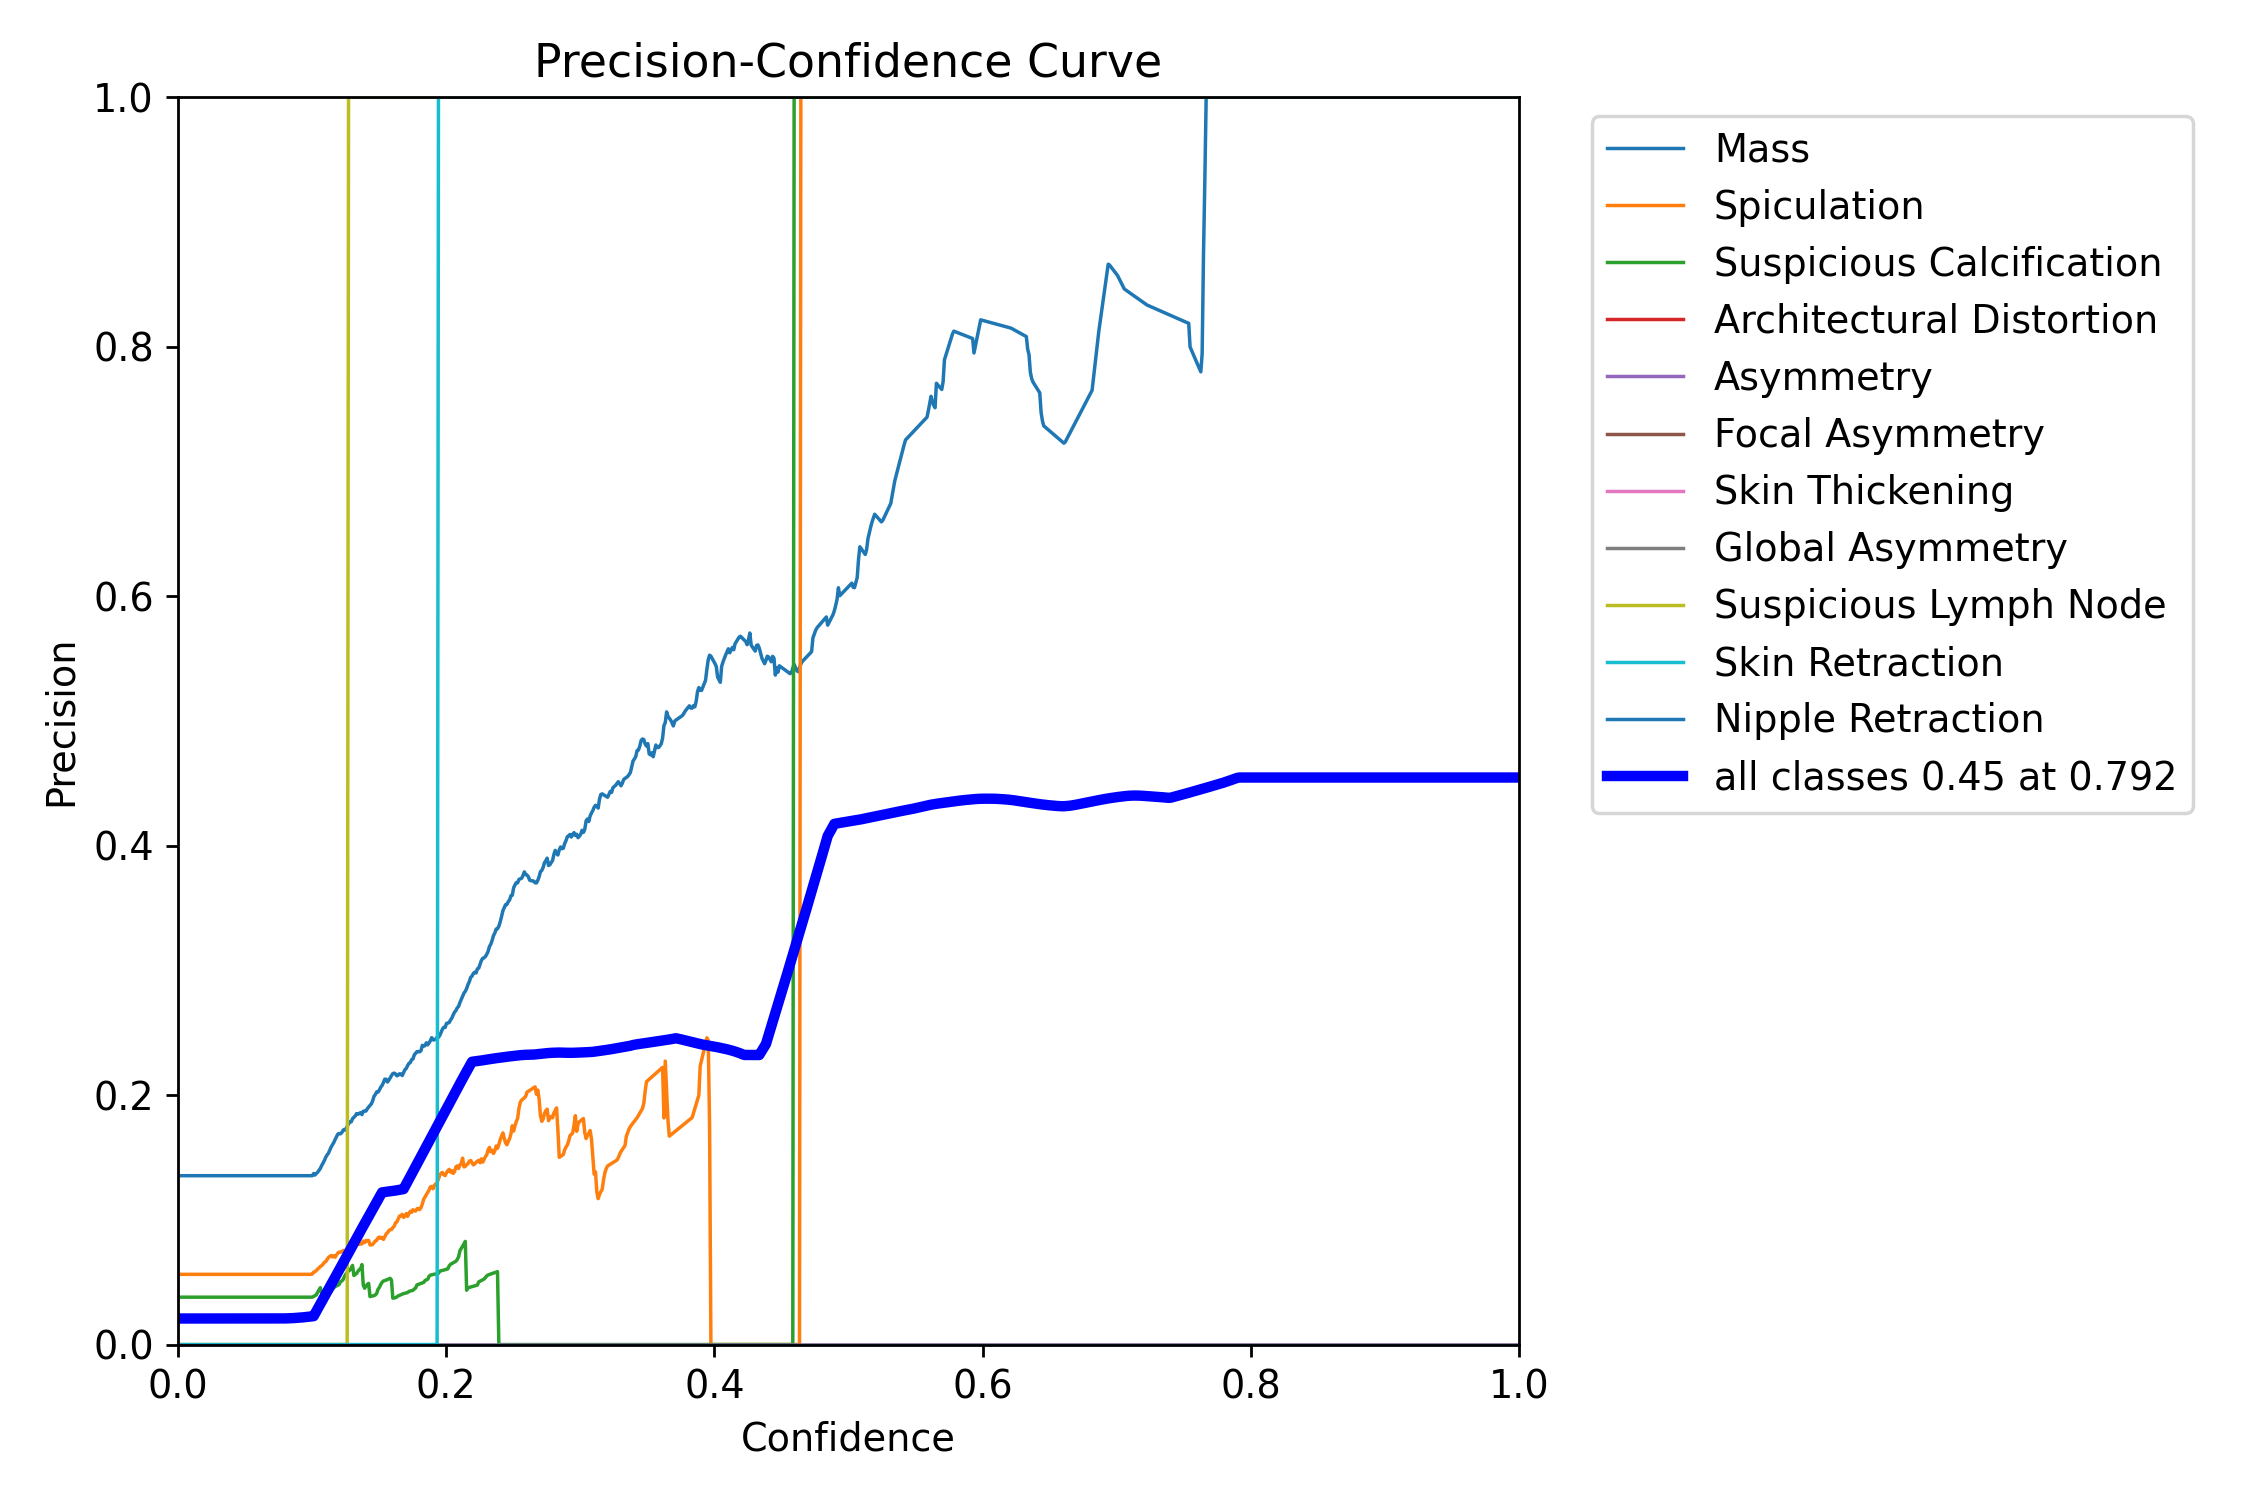 Precision-Confidence Curve
1.0
0.8
0.6
0.4
0.2
0.0
Precision
0.0 0.2 0.4 0.6 0.8 1.0
Confidence
Mass
Spiculation
Suspicious Calcification
Architectural Distortion
Asymmetry
Focal Asymmetry
Skin Thickening
Global Asymmetry
Suspicious Lymph Node
Skin Retraction
Nipple Retraction
all classes 0.45 at 0.792